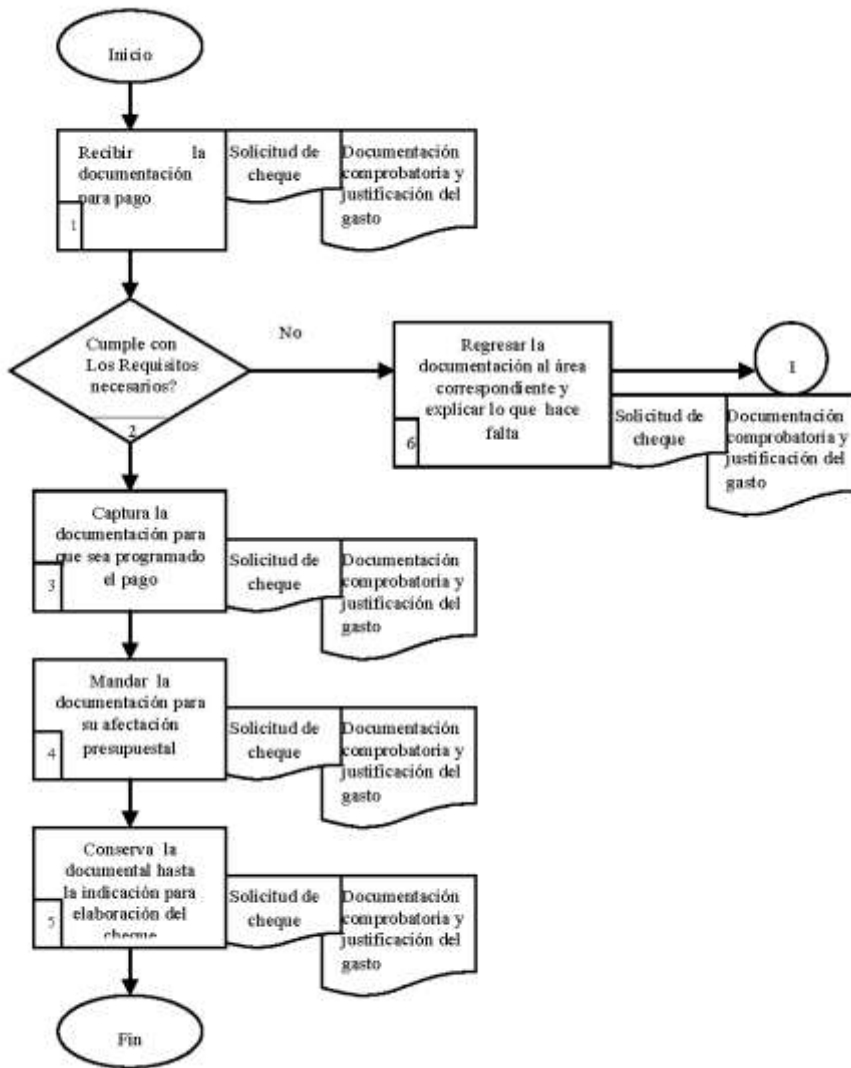 Inicio
Recibir la
documentación
para pago
1
Solicitud de
cheque
Documentación
comprobatoria y
justificación del
gasto
Cumple con
Los Requisitos
necesarios?
2
No
Regresar la
documentación al área
correspondiente y
explicar lo que hace
falta
6
1
Solicitud de
cheque
Documentación
comprobatoria y
justificación del
gasto
Captura la
documentación para
que sea programado
el pago
3
Solicitud de
cheque
Documentación
comprobatoria y
justificación del
gasto
Mandar la
documentación para
su afectación
presupuestal
4
Solicitud de
cheque
Documentación
comprobatoria y
justificación del
gasto
Conserva la
documental hasta
la indicación para
elaboración del
cheque
5
Solicitud de
cheque
Documentación
comprobatoria y
justificación del
gasto
Fin